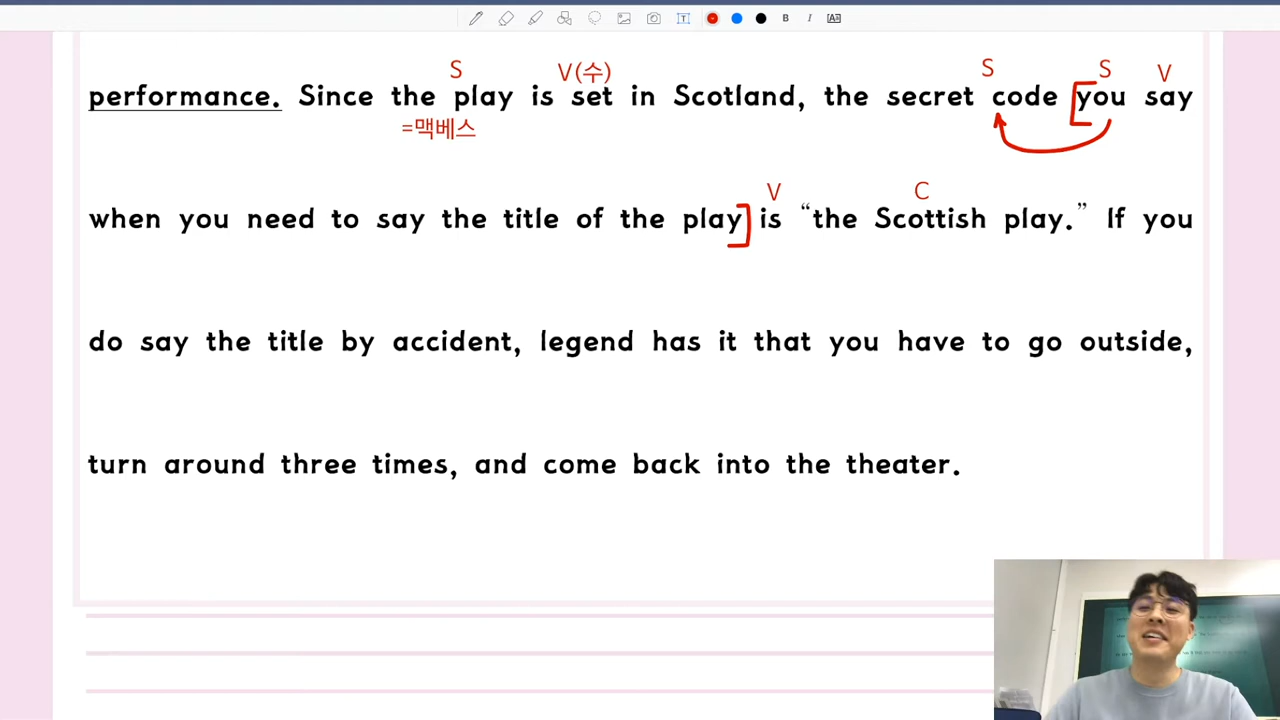 B I A
S V(수) S S V
performance. Since the play is set in Scotland, the secret code [you say
=맥베스
V C
when you need to say the title of the play] is “the Scottish play.” If you
do say the title by accident, legend has it that you have to go outside,
turn around three times, and come back into the theater.